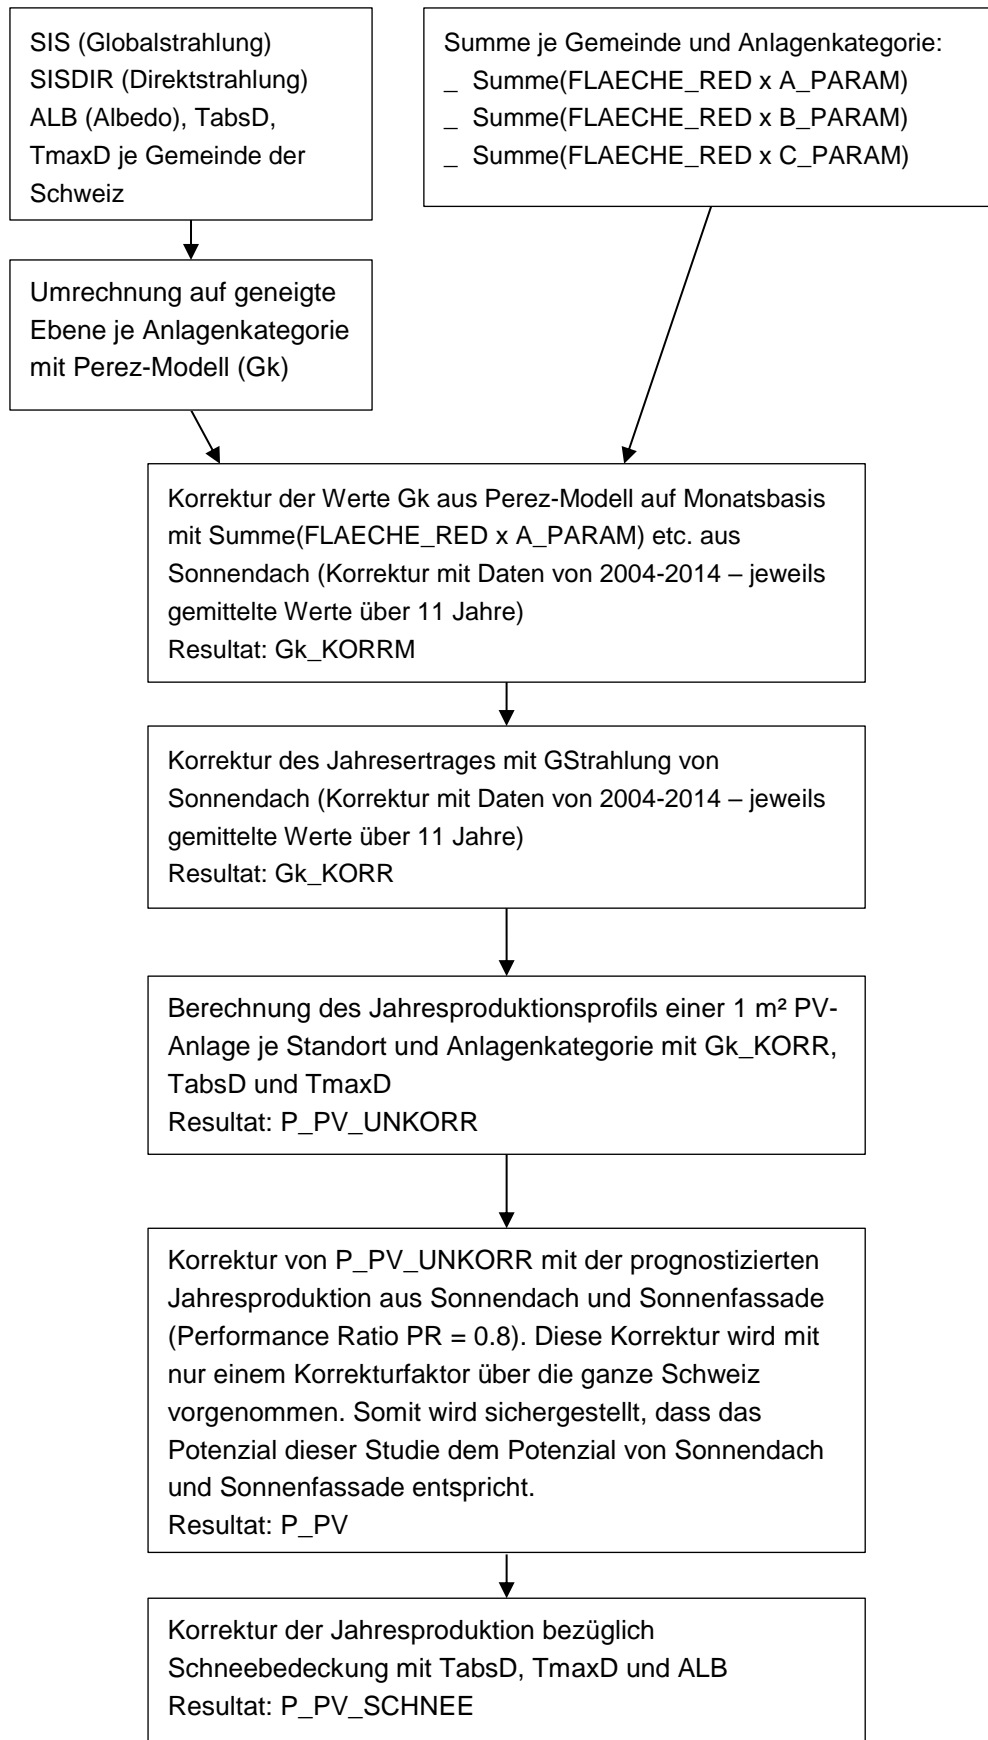 SIS (Globalstrahlung)
SISDIR (Direktstrahlung)
ALB (Albedo), TabsD,
TmaxD je Gemeinde der
Schweiz
Summe je Gemeinde und Anlagenkategorie:
_ Summe(FLAECHE_RED x A_PARAM)
_ Summe(FLAECHE_RED x B_PARAM)
_ Summe(FLAECHE_RED x C_PARAM)
Umrechnung auf geneigte
Ebene je Anlagenkategorie
mit Perez-Modell (Gk)
Korrektur der Werte Gk aus Perez-Modell auf Monatsbasis
mit Summe(FLAECHE_RED x A_PARAM) etc. aus
Sonnendach (Korrektur mit Daten von 2004-2014 – jeweils
gemittelte Werte über 11 Jahre)
Resultat: Gk_KORRM
Korrektur des Jahresertrages mit GStrahlung von
Sonnendach (Korrektur mit Daten von 2004-2014 – jeweils
gemittelte Werte über 11 Jahre)
Resultat: Gk_KORR
Berechnung des Jahresproduktionsprofils einer 1 m² PV-
Anlage je Standort und Anlagenkategorie mit Gk_KORR,
TabsD und TmaxD
Resultat: P_PV_UNKORR
Korrektur von P_PV_UNKORR mit der prognostizierten
Jahresproduktion aus Sonnendach und Sonnenfassade
(Performance Ratio PR = 0.8). Diese Korrektur wird mit
nur einem Korrekturfaktor über die ganze Schweiz
vorgenommen. Somit wird sichergestellt, dass das
Potenzial dieser Studie dem Potenzial von Sonnendach
und Sonnenfassade entspricht.
Resultat: P_PV
Korrektur der Jahresproduktion bezüglich
Schneebedeckung mit TabsD, TmaxD und ALB
Resultat: P_PV_SCHNEE